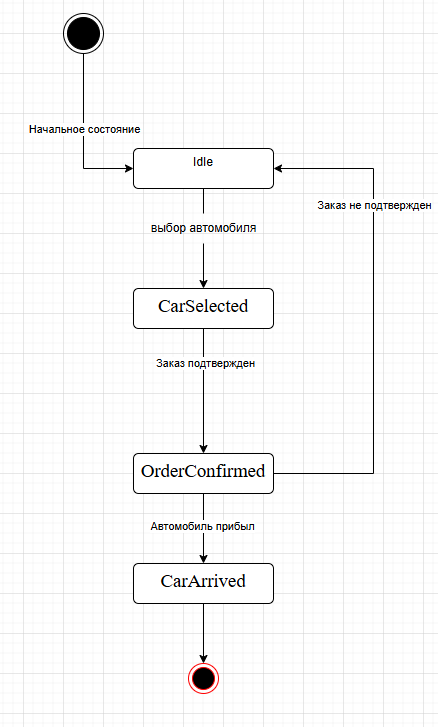 Начальное состояние
Idle
Заказ не подтвержден
выбор автомобиля
CarSelected
Заказ подтвержден
OrderConfirmed
Автомобиль прибыл
CarArrived